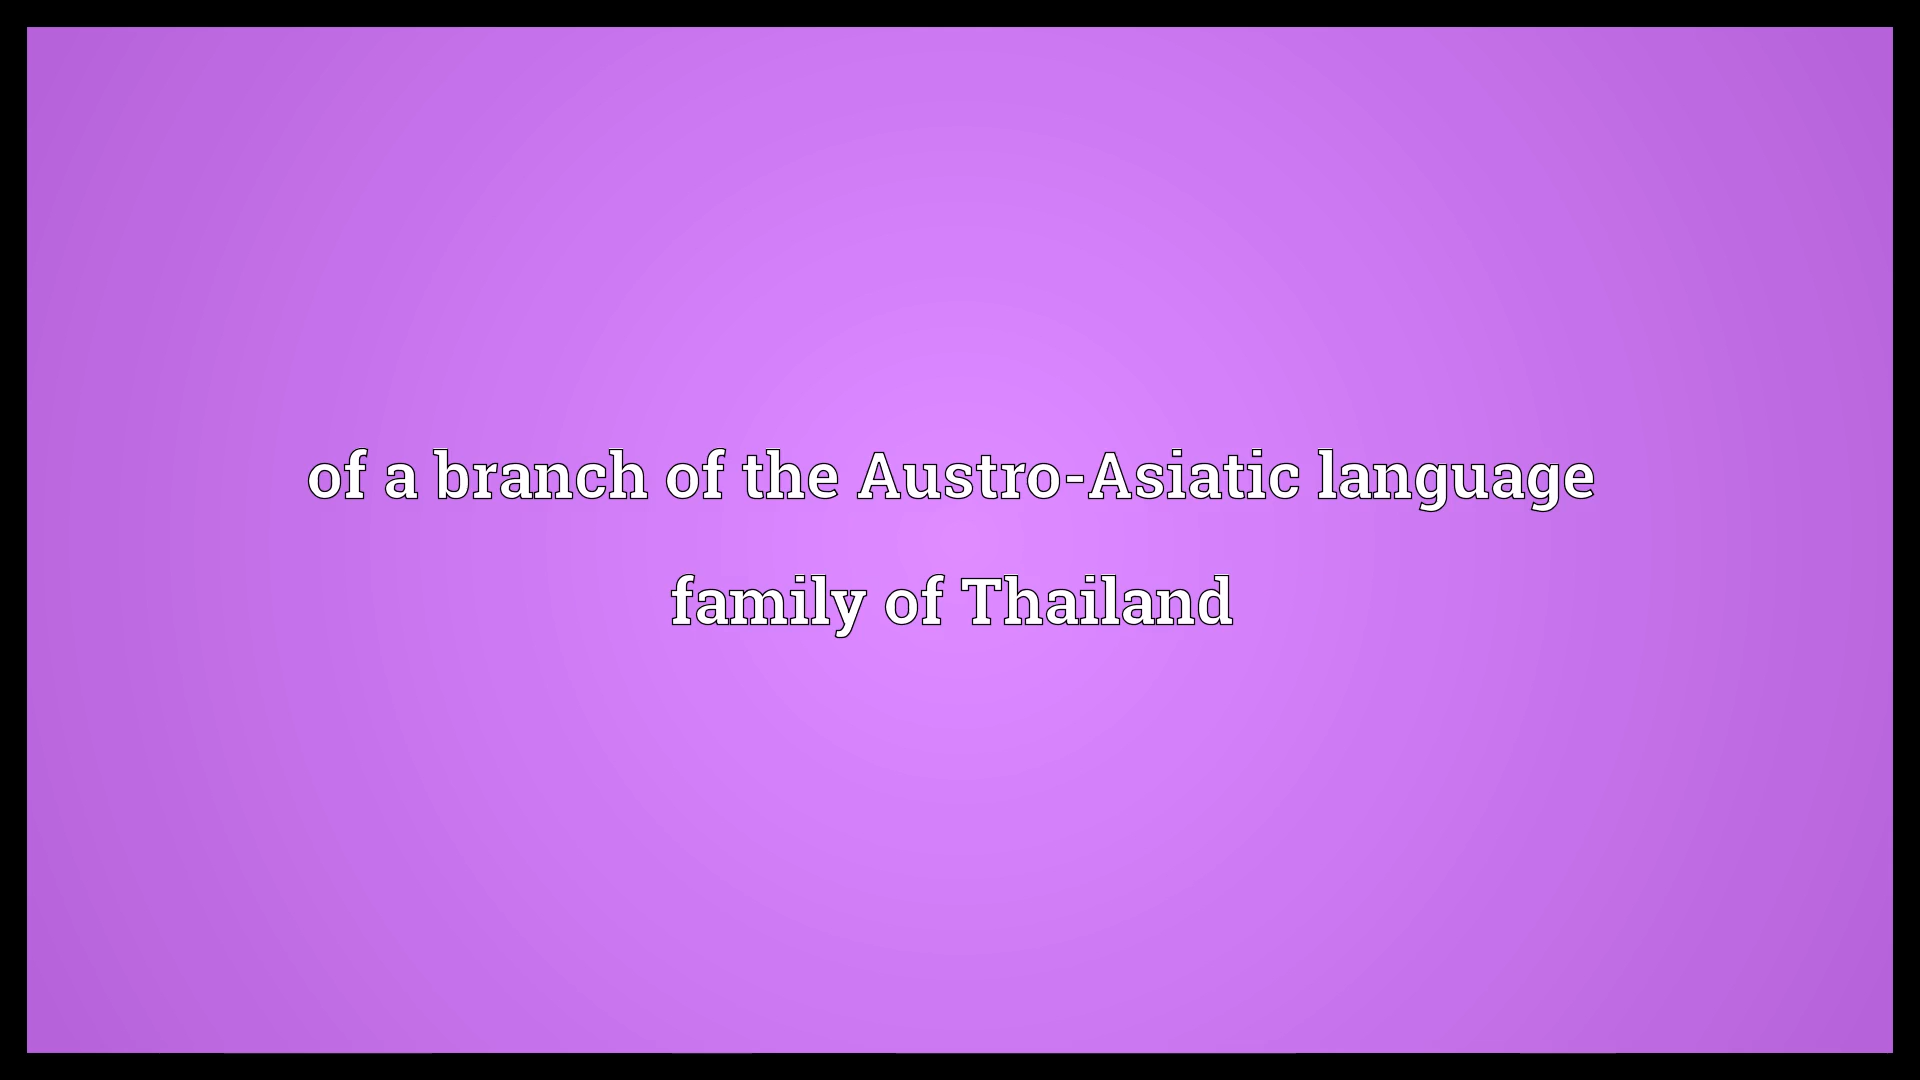 of a branch of the Austro-Asiatic language
family of Thailand